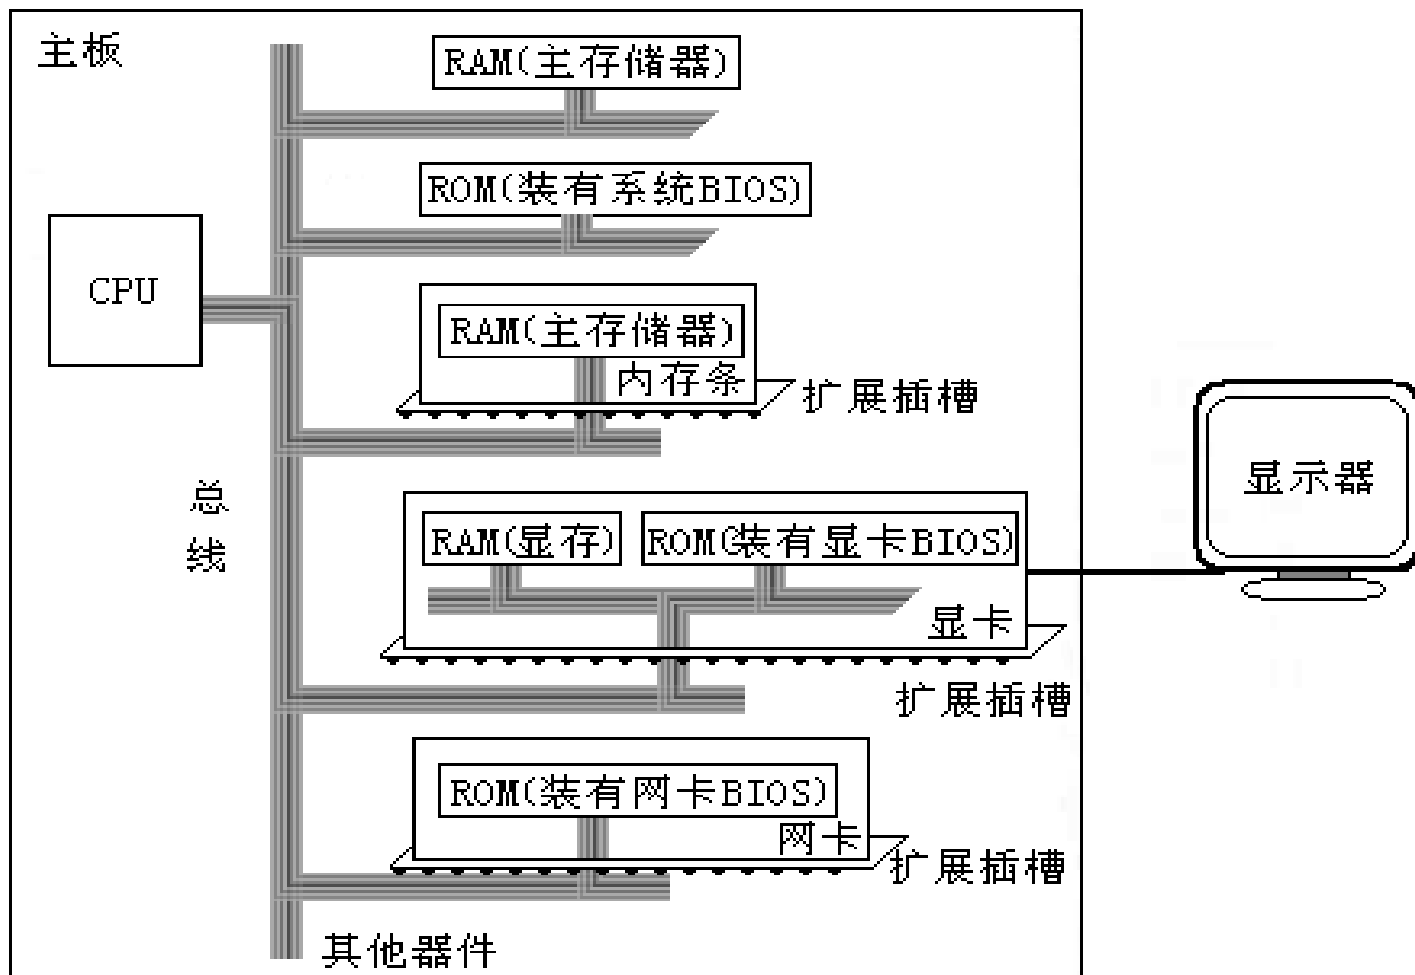 主板
RAM(主存储器)
ROM(装有系统BIOS)
CPU
RAM(主存储器)
内存条
扩展插槽
总
线
显示器
RAM(显存)
ROM(装有显卡BIOS)
显卡
扩展插槽
ROM(装有网卡BIOS)
网卡
扩展插槽
其他器件